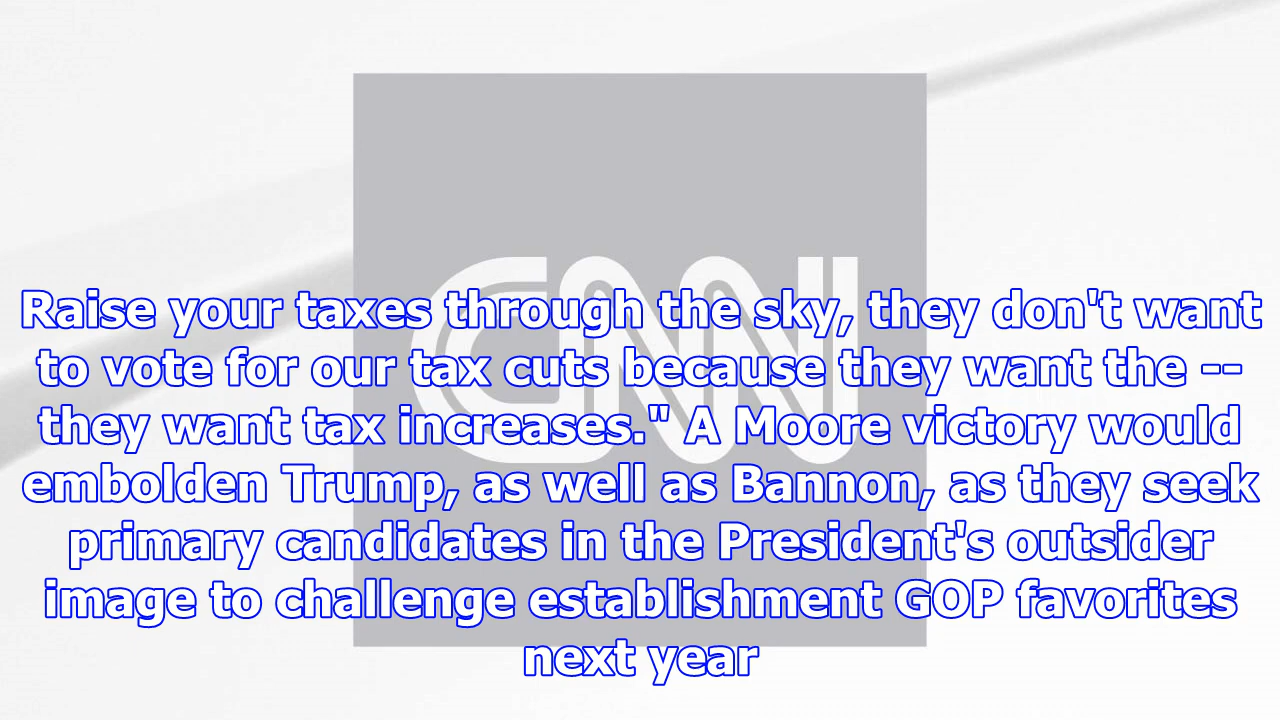 CNN
Raise your taxes through the sky, they don't want
to vote for our tax cuts because they want the --
they want tax increases." A Moore victory would
embolden Trump, as well as Bannon, as they seek
primary candidates in the President's outsider
image to challenge establishment GOP favorites
next year